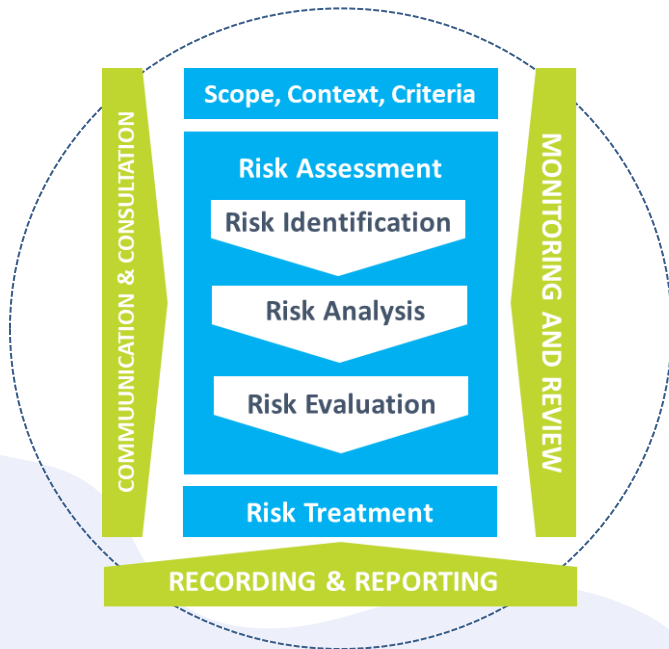 Scope, Context, Criteria
COMMUUNICATION & CONSULTATION
Risk Assessment
Risk Identification
Risk Analysis
Risk Evaluation
MONITORING AND REVIEW
Risk Treatment
RECORDING & REPORTING